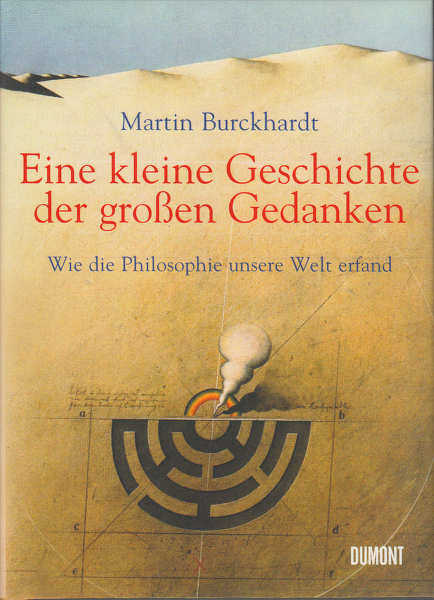 Martin Burckhardt
Eine kleine Geschichte
der großen Gedanken
Wie die Philosophie unsere Welt erfand
a
b
c
d
e
f
DUMONT